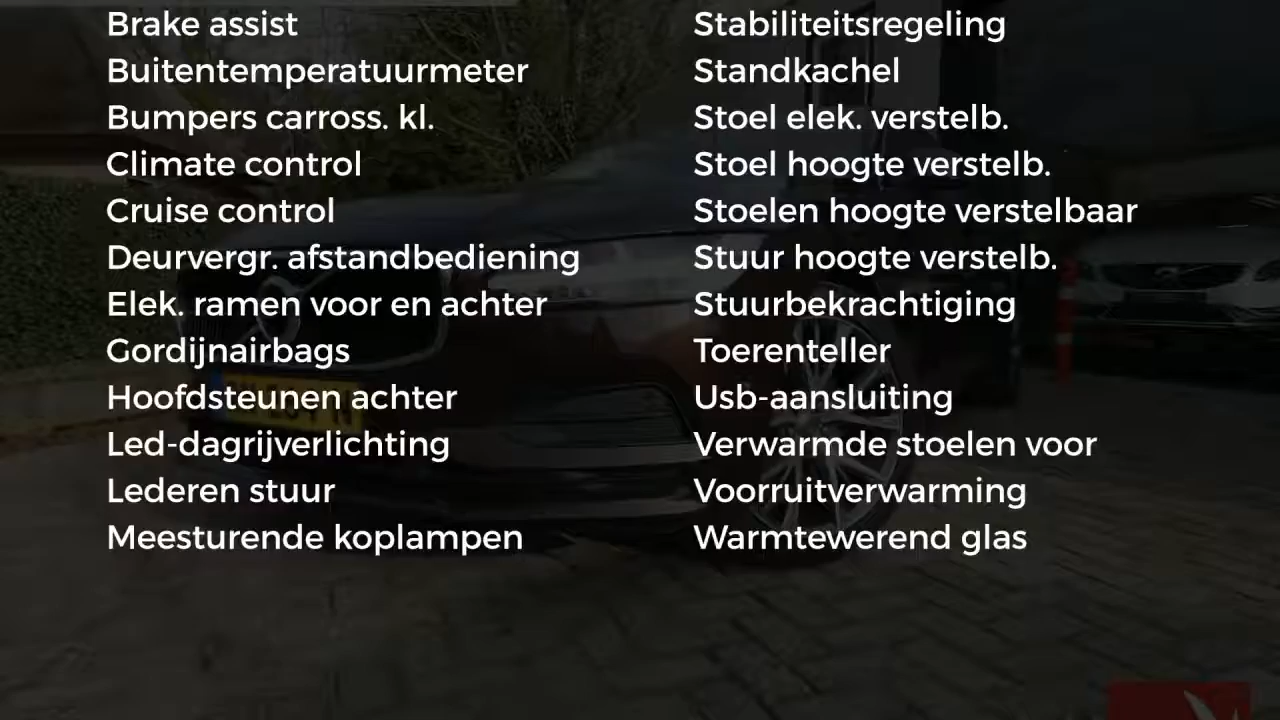 Brake assist
Buitentemperatuurmeter
Bumpers carross. kl.
Climate control
Cruise control
Deurvergr. afstandbediening
Elek. ramen voor en achter
Gordijnairbags
Hoofdsteunen achter
Led-dagrijverlichting
Lederen stuur
Meesturende koplampen
Stabiliteitsregeling
Standkachel
Stoel elek. verstelb.
Stoel hoogte verstelb.
Stoelen hoogte verstelbaar
Stuur hoogte verstelb.
Stuurbekrachtiging
Toerenteller
Usb-aansluiting
Verwarmde stoelen voor
Voorruitverwarming
Warmtewerend glas